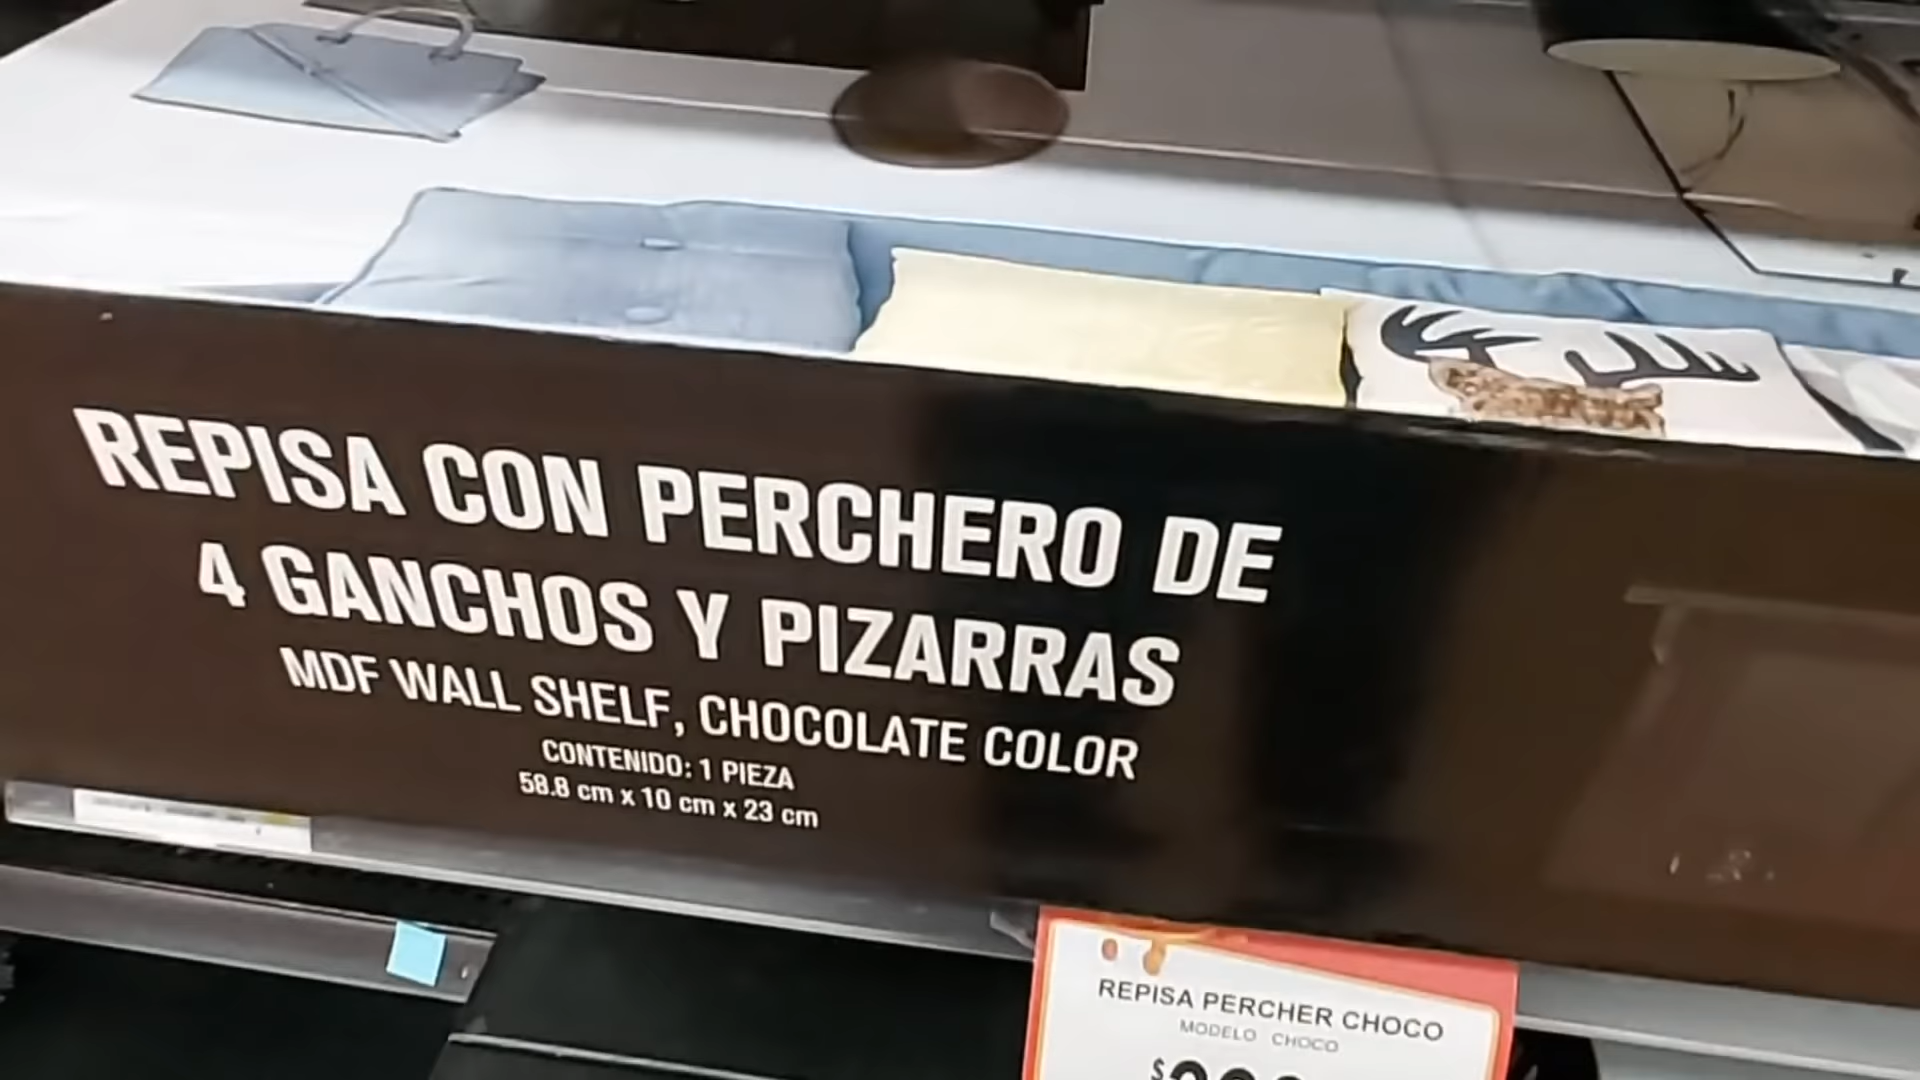 REPISA CON PERCHERO DE
4 GANCHOS Y PIZARRAS
MDF WALL SHELF, CHOCOLATE COLOR
CONTENIDO: 1 PIEZA
58.8 cm x 10 cm x 23 cm
REPISA PERCHER CHOCO
MODELO CHOCO
$